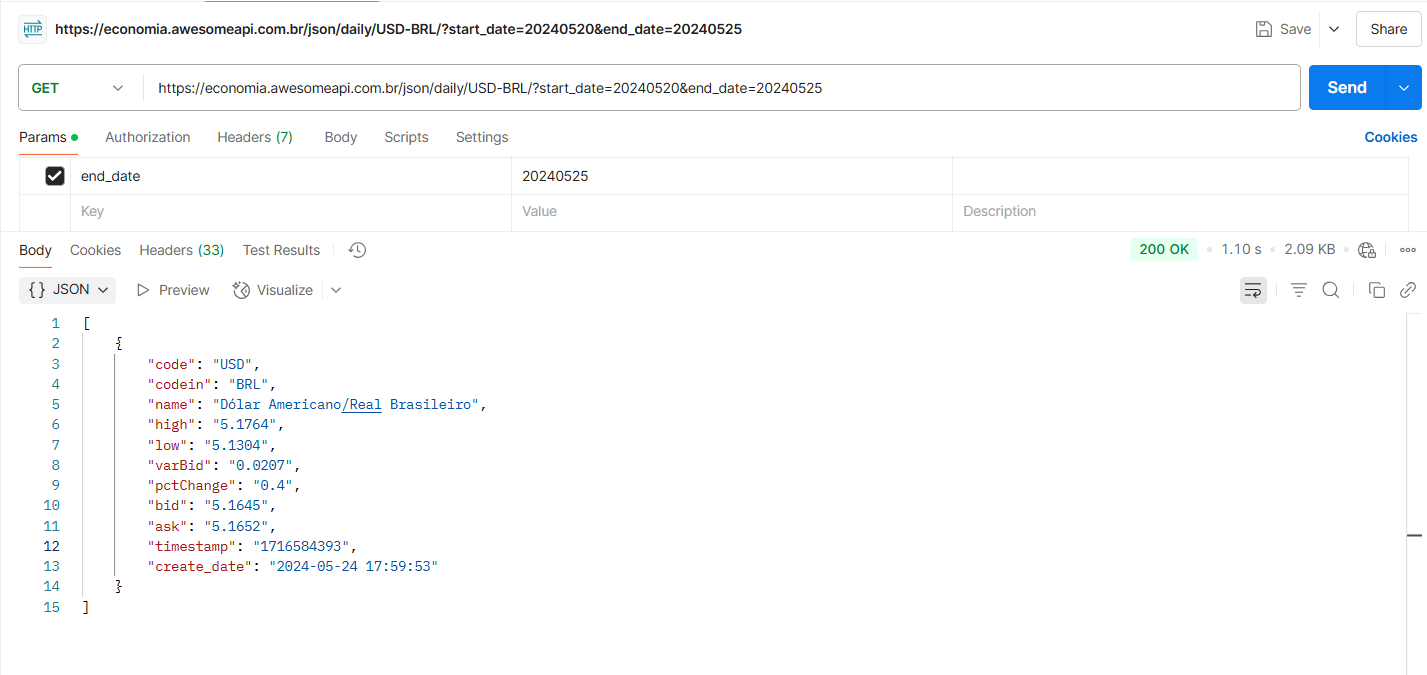 HTTP https://economia.awesomeapi.com.br/json/daily/USD-BRL/?start_date=20240520&end_date=20240525 Save Share
GET https://economia.awesomeapi.com.br/json/daily/USD-BRL/?start_date=20240520&end_date=20240525 Send
Params Authorization Headers (7) Body Scripts Settings Cookies
end_date 20240525
Key Value Description
Body Cookies Headers (33) Test Results 200 OK 1.10 s 2.09 KB
{} JSON Preview Visualize
1 [
2 {
3 "code": "USD",
4 "codein": "BRL",
5 "name": "Dólar Americano/Real Brasileiro",
6 "high": "5.1764",
7 "low": "5.1304",
8 "varBid": "0.0207",
9 "pctChange": "0.4",
10 "bid": "5.1645",
11 "ask": "5.1652",
12 "timestamp": "1716584393",
13 "create_date": "2024-05-24 17:59:53"
14 }
15 ]